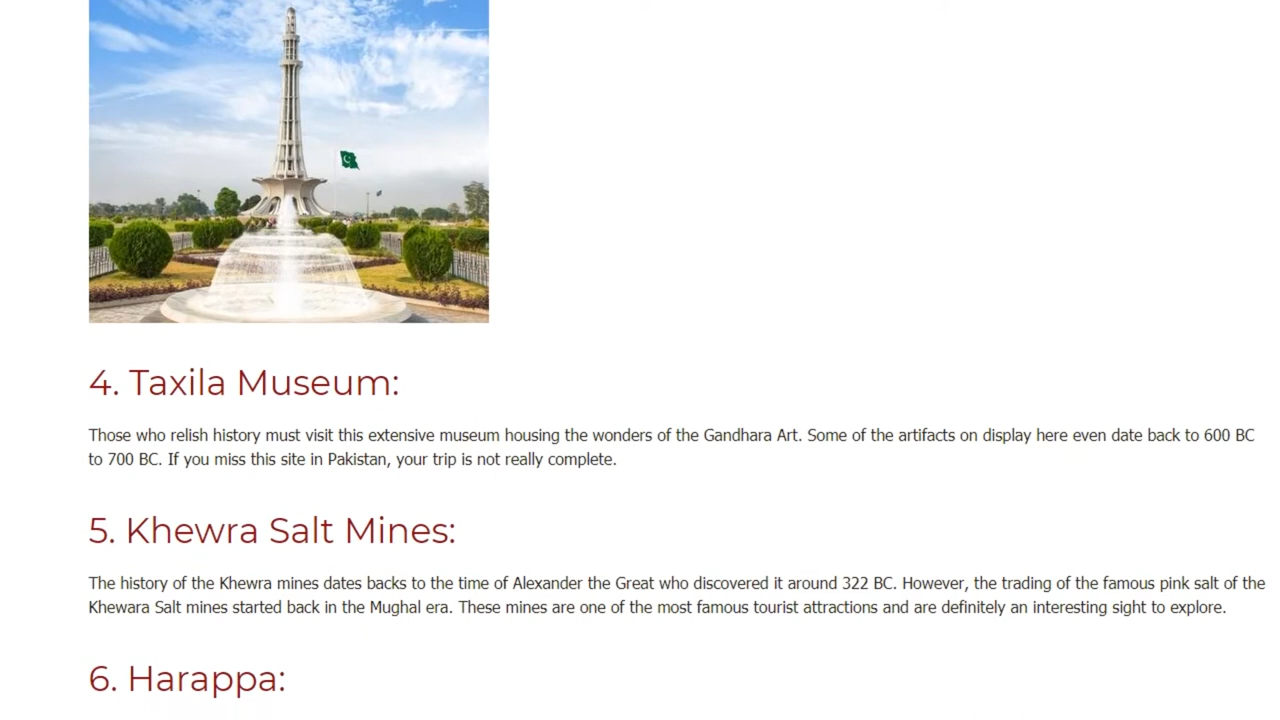 4. Taxila Museum:
Those who relish history must visit this extensive museum housing the wonders of the Gandhara Art. Some of the artifacts on display here even date back to 600 BC
to 700 BC. If you miss this site in Pakistan, your trip is not really complete.
5. Khewra Salt Mines:
The history of the Khewra mines dates backs to the time of Alexander the Great who discovered it around 322 BC. However, the trading of the famous pink salt of the
Khewara Salt mines started back in the Mughal era. These mines are one of the most famous tourist attractions and are definitely an interesting sight to explore.
6. Harappa: